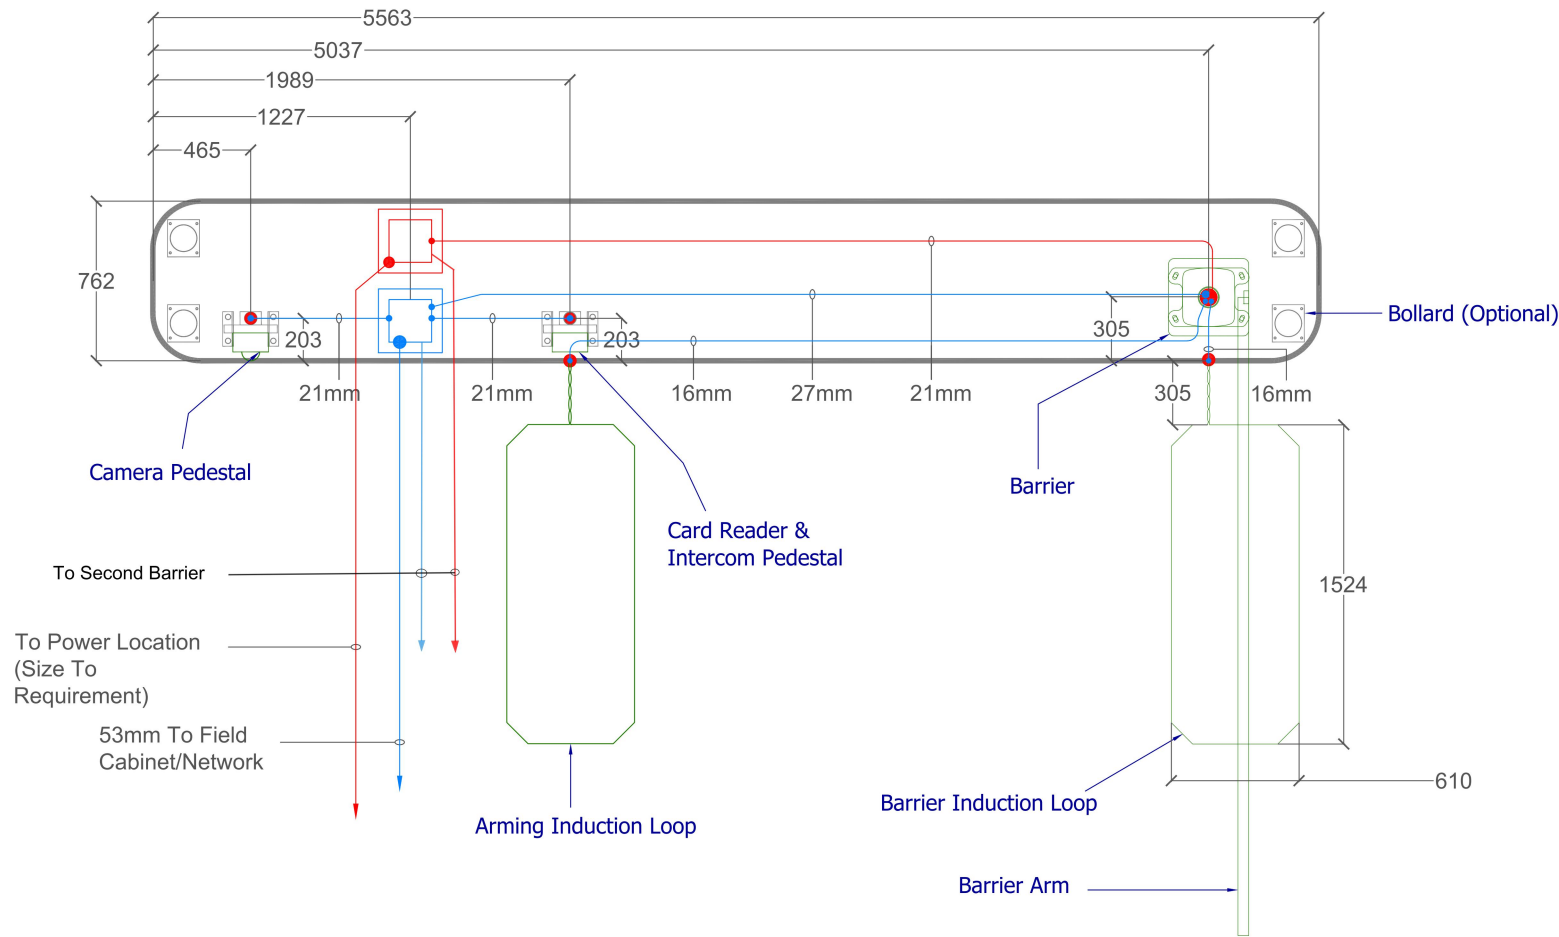 5563
5037
1989
1227
465
762
203
203
305
Bollard (Optional)
21mm
21mm
16mm
27mm
21mm
305
16mm
Camera Pedestal
Barrier
Card Reader &
Intercom Pedestal
To Second Barrier
1524
To Power Location
(Size To
Requirement)
53mm To Field
Cabinet/Network
610
Barrier Induction Loop
Arming Induction Loop
Barrier Arm